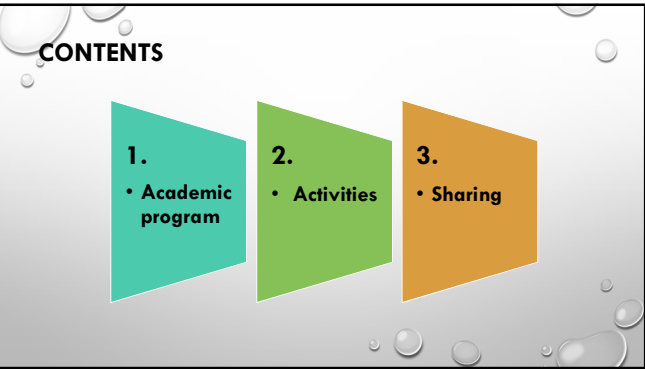 CONTENTS
1.
• Academic
program
2.
• Activities
3.
• Sharing